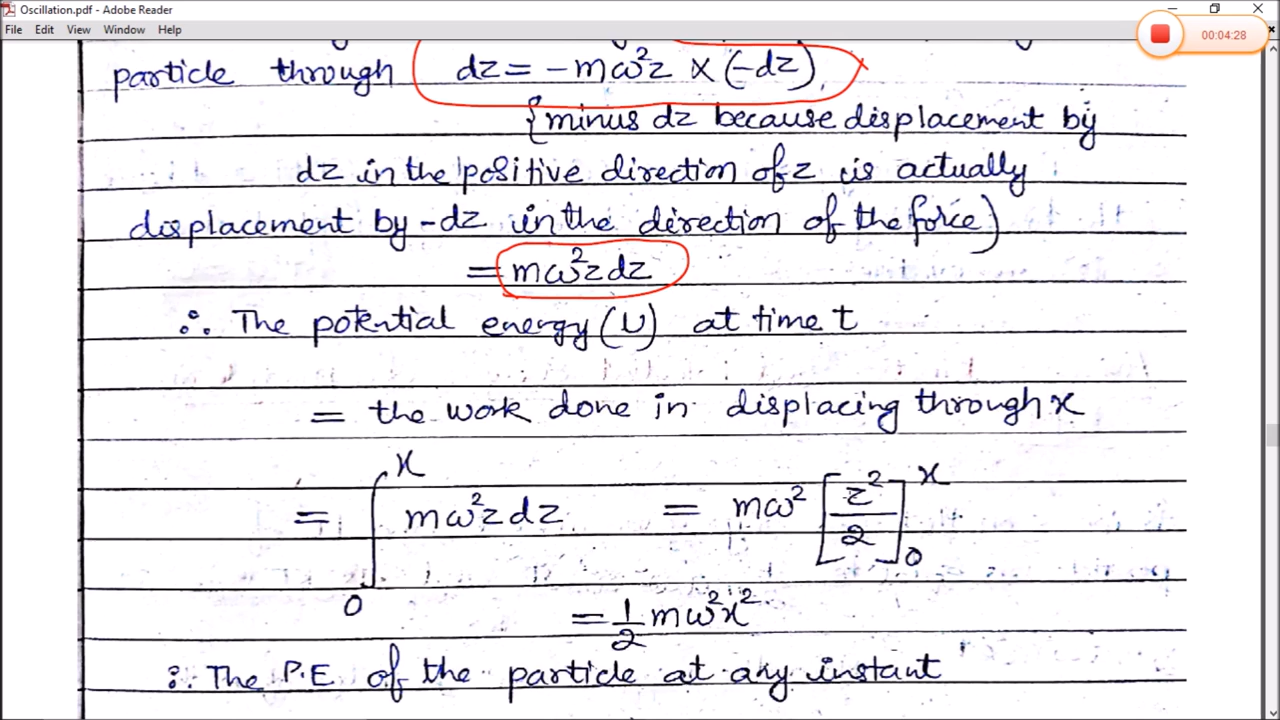 Oscillation.pdf - Adobe Reader
File Edit View Window Help
00:04:28
particle through dz = -mω²z × (-dz)
{minus dz because displacement by
dz in the positive direction of z is actually
displacement by -dz in the direction of the force)
= mω²zdz
∴ The potential energy (U) at time t
= the work done in displacing through x
= ∫₀ˣ mω²zdz = mω² [z²/2]₀ˣ
= 1/2 mω²x²
∴ The P.E of the particle at any instant